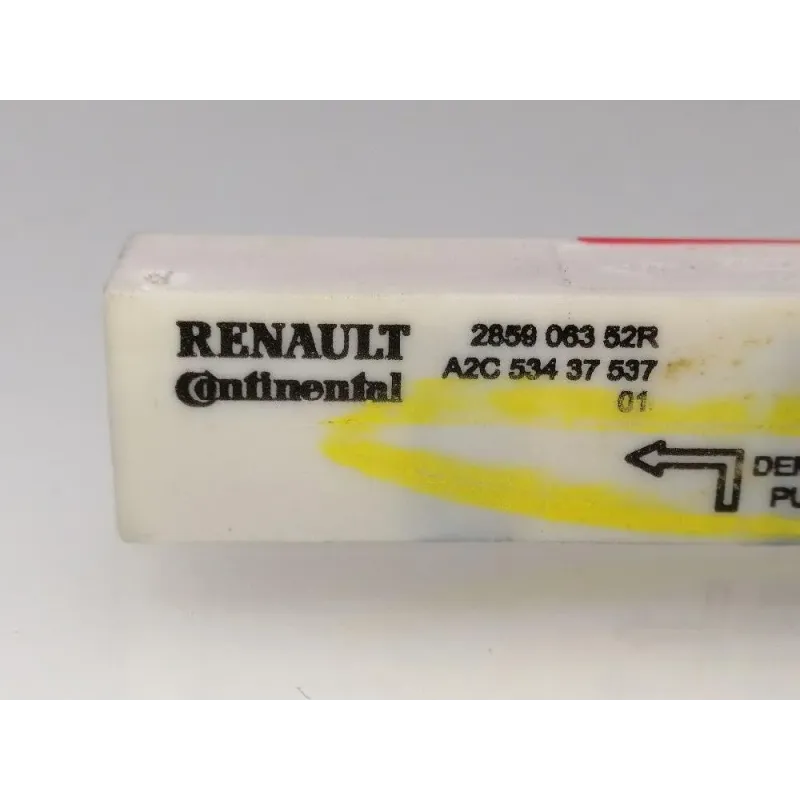 RENAULT
Continental
2859 063 52R
A2C 534 37 537
01